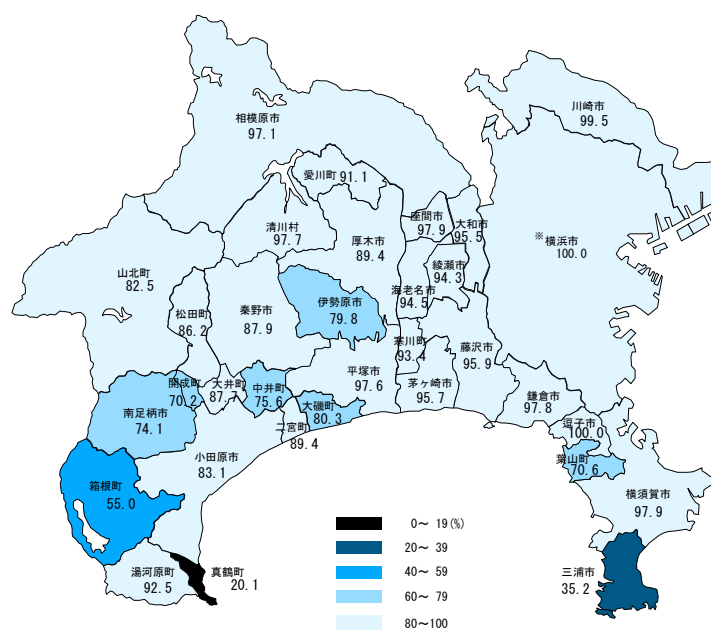 川崎市
99.5
相模原市
97.1
愛川町 91.1
座間市
97.9
大和市
95.5
※横浜市
100.0
清川村
97.7
厚木市
89.4
綾瀬市
94.3
山北町
82.5
海老名市
94.5
伊勢原市
79.8
秦野市
87.9
松田町
86.2
寒川町
93.4
藤沢市
95.9
平塚市
97.6
茅ヶ崎市
95.7
開成町
70.2
大井町
87.7
中井町
75.6
鎌倉市
97.8
大磯町
80.3
南足柄市
74.1
逗子市
100.0
二宮町
89.4
小田原市
83.1
葉山町
70.6
箱根町
55.0
横須賀市
97.9
湯河原町
92.5
真鶴町
20.1
三浦市
35.2
0～ 19(%)
20～ 39
40～ 59
60～ 79
80～100